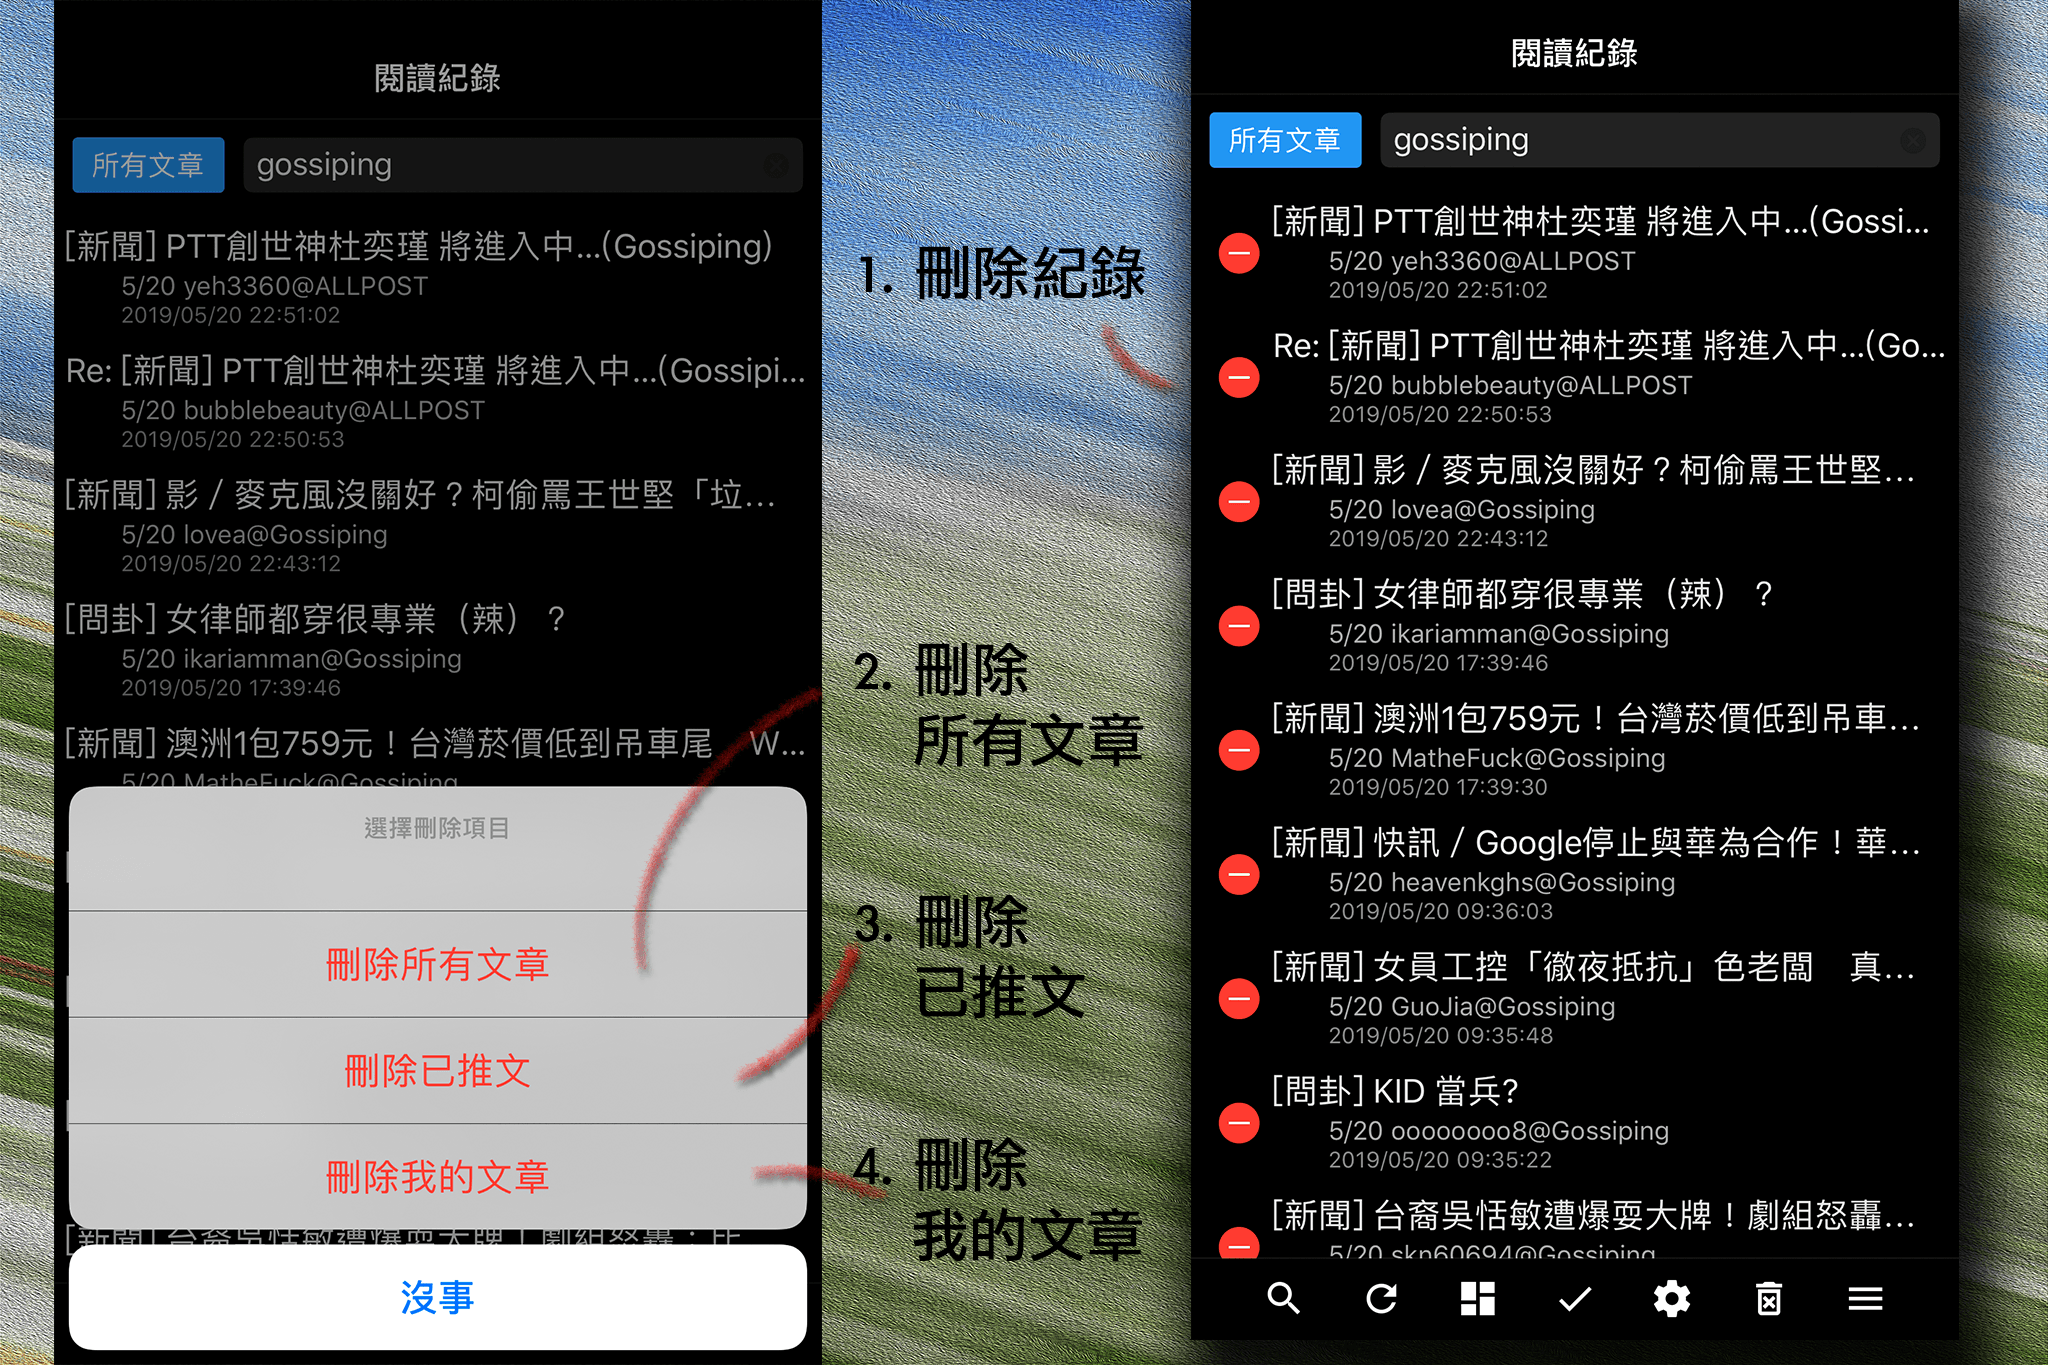 閱讀紀錄
所有文章
gossiping
[新聞] PTT創世神杜奕瑾 將進入中...(Gossiping)
5/20 yeh3360@ALLPOST
2019/05/20 22:51:02
Re: [新聞] PTT創世神杜奕瑾 將進入中...(Gossipi...
5/20 bubblebeauty@ALLPOST
2019/05/20 22:50:53
[新聞] 影／麥克風沒關好？柯偷罵王世堅「垃...
5/20 lovea@Gossiping
2019/05/20 22:43:12
[問卦] 女律師都穿很專業（辣）？
5/20 ikariamman@Gossiping
2019/05/20 17:39:46
[新聞] 澳洲1包759元！台灣菸價低到吊車尾　W...
5/20 MatheFuck@Gossiping
選擇刪除項目
刪除所有文章
刪除已推文
刪除我的文章
[新聞] 台裔吳恬敏遭爆耍大牌！劇組怒轟：比
沒事
1. 刪除紀錄
2. 刪除
所有文章
3. 刪除
已推文
4. 刪除
我的文章
閱讀紀錄
所有文章
gossiping
[新聞] PTT創世神杜奕瑾 將進入中...(Gossi...
5/20 yeh3360@ALLPOST
2019/05/20 22:51:02
Re: [新聞] PTT創世神杜奕瑾 將進入中...(Go...
5/20 bubblebeauty@ALLPOST
2019/05/20 22:50:53
[新聞] 影／麥克風沒關好？柯偷罵王世堅...
5/20 lovea@Gossiping
2019/05/20 22:43:12
[問卦] 女律師都穿很專業（辣）？
5/20 ikariamman@Gossiping
2019/05/20 17:39:46
[新聞] 澳洲1包759元！台灣菸價低到吊車...
5/20 MatheFuck@Gossiping
2019/05/20 17:39:30
[新聞] 快訊／Google停止與華為合作！華...
5/20 heavenkghs@Gossiping
2019/05/20 09:36:03
[新聞] 女員工控「徹夜抵抗」色老闆　真...
5/20 GuoJia@Gossiping
2019/05/20 09:35:48
[問卦] KID 當兵?
5/20 oooooooo8@Gossiping
2019/05/20 09:35:22
[新聞] 台裔吳恬敏遭爆耍大牌！劇組怒轟...
5/20 skn60694@Gossiping